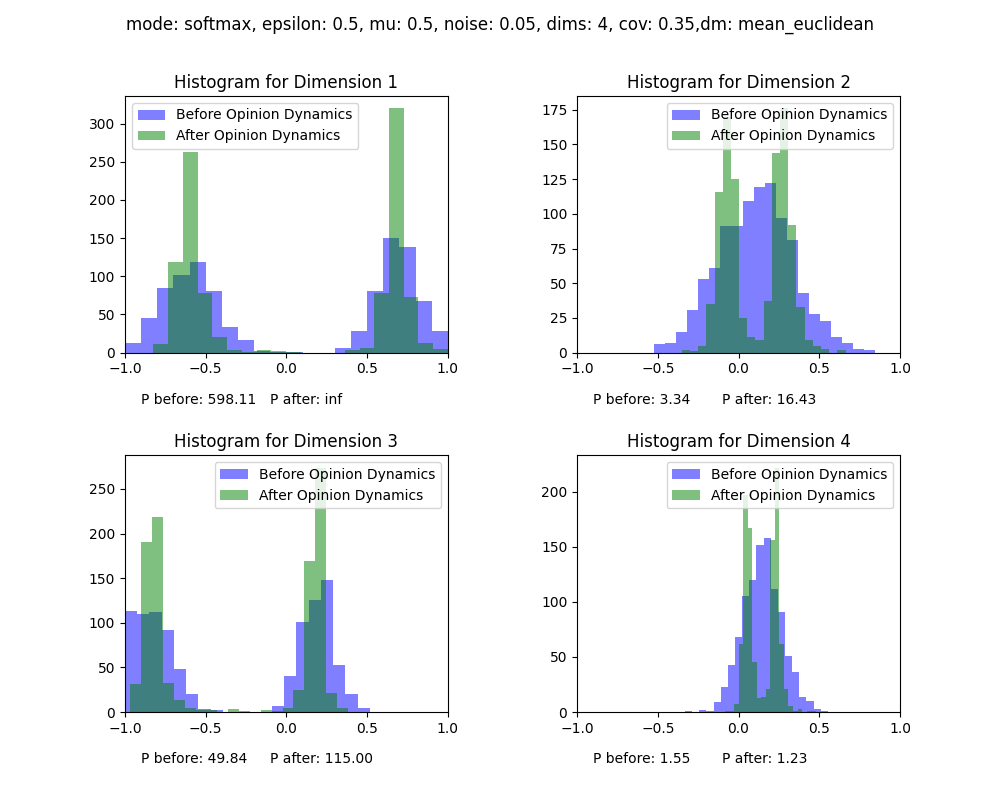 mode: softmax, epsilon: 0.5, mu: 0.5, noise: 0.05, dims: 4, cov: 0.35,dm: mean_euclidean
Histogram for Dimension 1
Before Opinion Dynamics
After Opinion Dynamics
300
250
200
150
100
50
0
−1.0 −0.5 0.0 0.5 1.0
P before: 598.11 P after: inf
Histogram for Dimension 2
Before Opinion Dynamics
After Opinion Dynamics
175
150
125
100
75
50
25
0
−1.0 −0.5 0.0 0.5 1.0
P before: 3.34 P after: 16.43
Histogram for Dimension 3
Before Opinion Dynamics
After Opinion Dynamics
250
200
150
100
50
0
−1.0 −0.5 0.0 0.5 1.0
P before: 49.84 P after: 115.00
Histogram for Dimension 4
Before Opinion Dynamics
After Opinion Dynamics
200
150
100
50
0
−1.0 −0.5 0.0 0.5 1.0
P before: 1.55 P after: 1.23